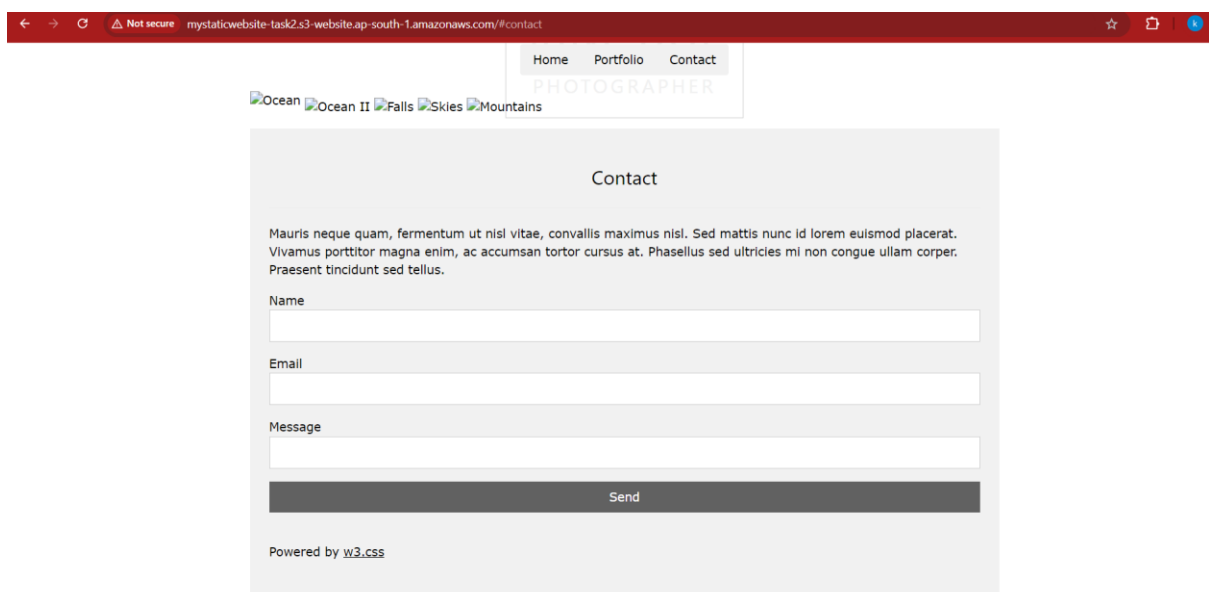 Not secure mystaticwebsite-task2.s3-website.ap-south-1.amazonaws.com/#contact
k
Home Portfolio Contact
PHOTOGRAPHER
Ocean Ocean II Falls Skies Mountains
Contact
Mauris neque quam, fermentum ut nisl vitae, convallis maximus nisl. Sed mattis nunc id lorem euismod placerat.
Vivamus porttitor magna enim, ac accumsan tortor cursus at. Phasellus sed ultricies mi non congue ullam corper.
Praesent tincidunt sed tellus.
Name
Email
Message
Send
Powered by w3.css